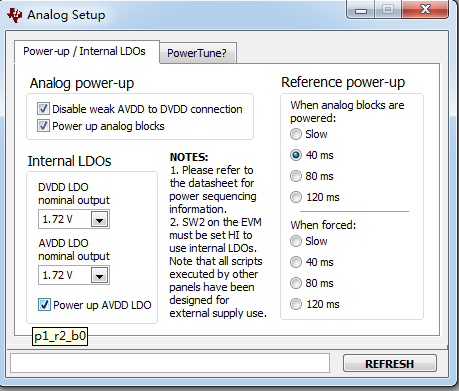 Analog Setup
Power-up / Internal LDOs
PowerTune?
Analog power-up
Disable weak AVDD to DVDD connection
Power up analog blocks
Internal LDOs
DVDD LDO
nominal output
1.72 V
AVDD LDO
nominal output
1.72 V
Power up AVDD LDO
p1_r2_b0
NOTES:
1. Please refer to
the datasheet for
power sequencing
information.
2. SW2 on the EVM
must be set HI to
use internal LDOs.
Note that all scripts
executed by other
panels have been
designed for
external supply use.
Reference power-up
When analog blocks are
powered:
Slow
40 ms
80 ms
120 ms
When forced:
Slow
40 ms
80 ms
120 ms
REFRESH